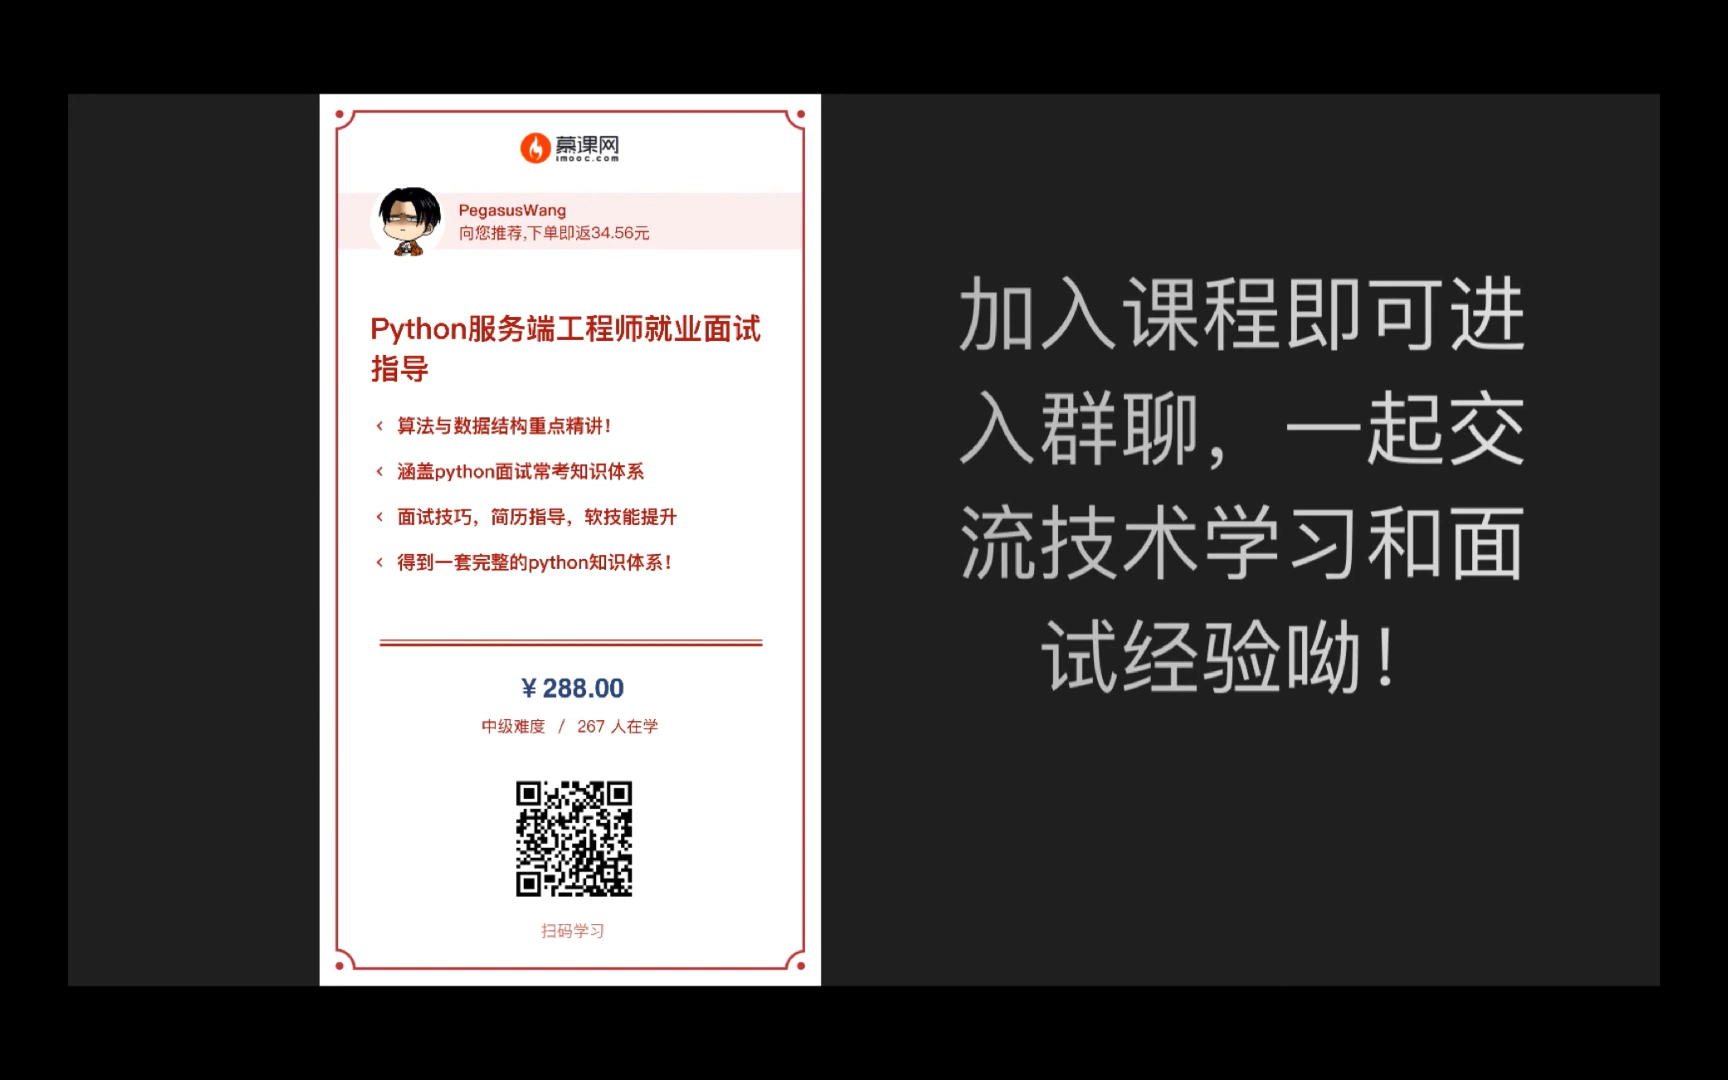 慕课网
imooc.com
PegasusWang
向您推荐,下单即返34.56元
Python服务端工程师就业面试
指导
‹ 算法与数据结构重点精讲！
‹ 涵盖python面试常考知识体系
‹ 面试技巧，简历指导，软技能提升
‹ 得到一套完整的python知识体系！
¥ 288.00
中级难度 / 267 人在学
扫码学习
加入课程即可进
入群聊，一起交
流技术学习和面
试经验呦！